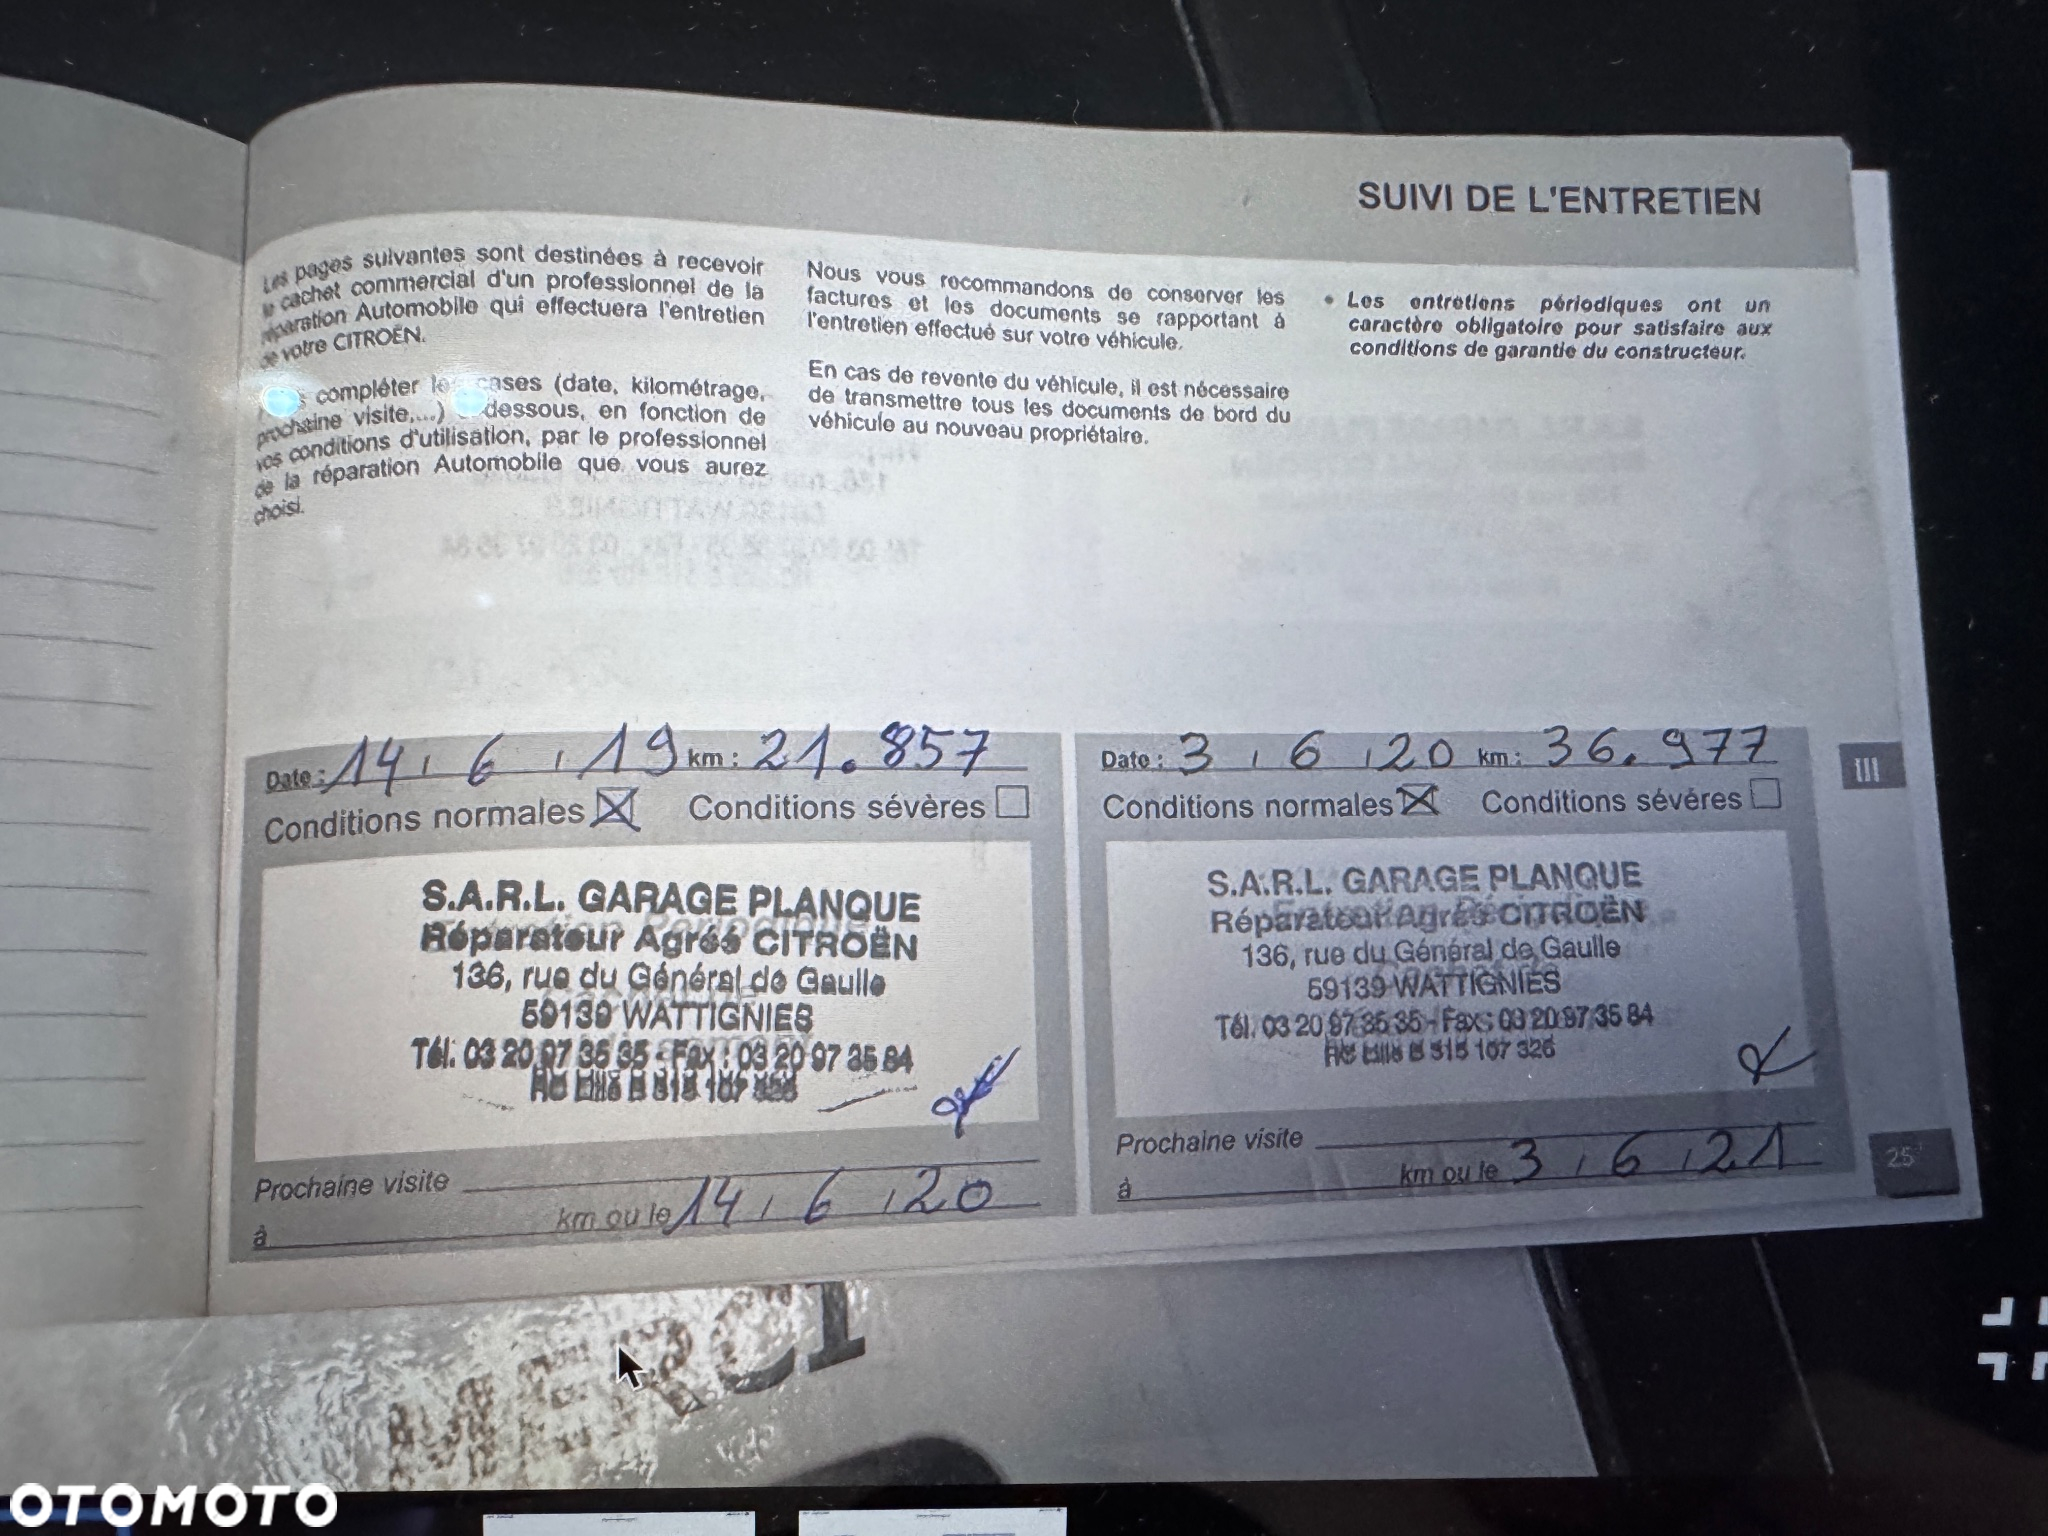 SUIVI DE L'ENTRETIEN
Les pages suivantes sont destinées à recevoir
le cachet commercial d'un professionnel de la
réparation Automobile qui effectuera l'entretien
de votre CITROËN.
compléter les cases (date, kilométrage,
prochaine visite,...) dessous, en fonction de
vos conditions d'utilisation, par le professionnel
de la réparation Automobile que vous aurez
choisi.
Nous vous recommandons de conserver les
factures et les documents se rapportant à
l'entretien effectué sur votre véhicule.
En cas de revente du véhicule, il est nécessaire
de transmettre tous les documents de bord du
véhicule au nouveau propriétaire.
• Les entretiens périodiques ont un
caractère obligatoire pour satisfaire aux
conditions de garantie du constructeur.
Date : 14 , 6 , 19 km : 21.857
Conditions normales ☒ Conditions sévères ☐
S.A.R.L. GARAGE PLANQUE
Réparateur Agréé CITROËN
136, rue du Général de Gaulle
59139 WATTIGNIES
Tél. 03 20 97 35 35 - Fax : 03 20 97 35 84
RC Lille B 315 107 326
Prochaine visite
à km ou le 14 , 6 , 20
Date : 3 , 6 , 20 km : 36.977
Conditions normales ☒ Conditions sévères ☐
S.A.R.L. GARAGE PLANQUE
Réparateur Agréé CITROËN
136, rue du Général de Gaulle
59139 WATTIGNIES
Tél. 03 20 97 35 35 - Fax : 03 20 97 35 84
RC Lille B 315 107 326
Prochaine visite
à km ou le 3 , 6 , 21
III
25
OTOMOTO